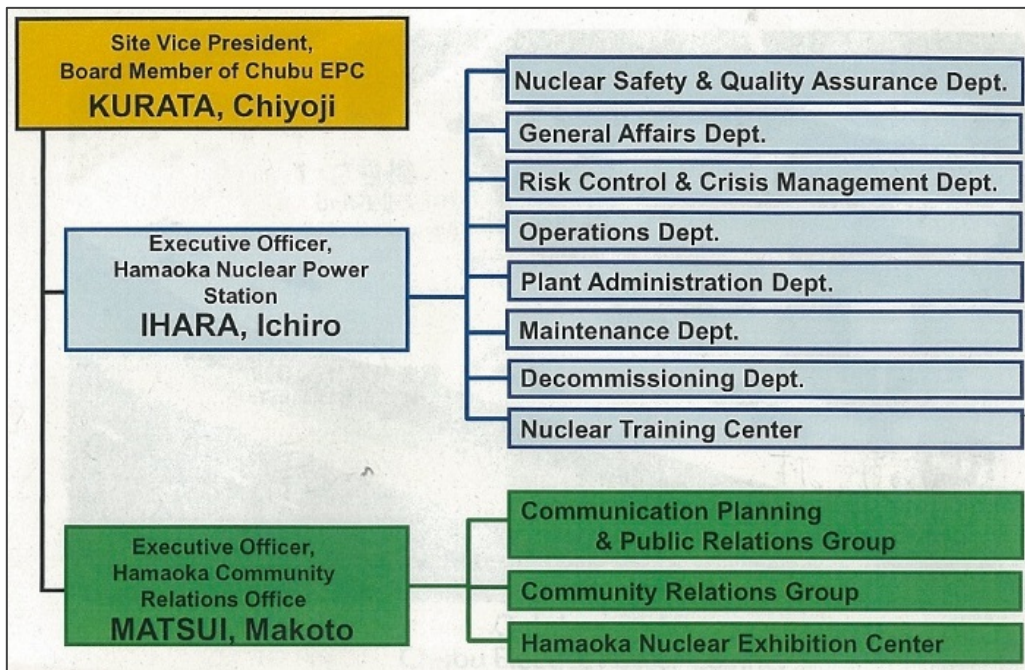 Site Vice President,
Board Member of Chubu EPC
KURATA, Chiyoji
Executive Officer,
Hamaoka Nuclear Power
Station
IHARA, Ichiro
Nuclear Safety & Quality Assurance Dept.
General Affairs Dept.
Risk Control & Crisis Management Dept.
Operations Dept.
Plant Administration Dept.
Maintenance Dept.
Decommissioning Dept.
Nuclear Training Center
Executive Officer,
Hamaoka Community
Relations Office
MATSUI, Makoto
Communication Planning
& Public Relations Group
Community Relations Group
Hamaoka Nuclear Exhibition Center